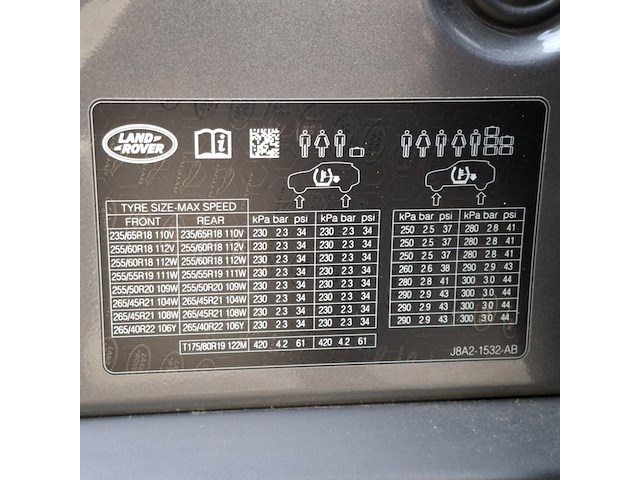 LAND-
-ROVER
TYRE SIZE-MAX SPEED
FRONT REAR kPa bar psi kPa bar psi kPa bar psi kPa bar psi
235/65R18 110V 235/65R18 110V 230 2.3 34 230 2.3 34 250 2.5 37 280 2.8 41
255/60R18 112V 255/60R18 112V 230 2.3 34 230 2.3 34 250 2.5 37 280 2.8 41
255/60R18 112W 255/60R18 112W 230 2.3 34 230 2.3 34 250 2.5 37 280 2.8 41
255/55R19 111W 255/55R19 111W 230 2.3 34 230 2.3 34 260 2.6 38 290 2.9 43
255/50R20 109W 255/50R20 109W 230 2.3 34 230 2.3 34 280 2.8 41 300 3.0 44
265/45R21 104W 265/45R21 104W 230 2.3 34 230 2.3 34 290 2.9 43 300 3.0 44
265/45R21 108W 265/45R21 108W 230 2.3 34 230 2.3 34 290 2.9 43 300 3.0 44
265/40R22 106Y 265/40R22 106Y 230 2.3 34 230 2.3 34 290 2.9 43 300 3.0 44
T175/80R19 122M 420 4.2 61 420 4.2 61
J8A2-1532-AB